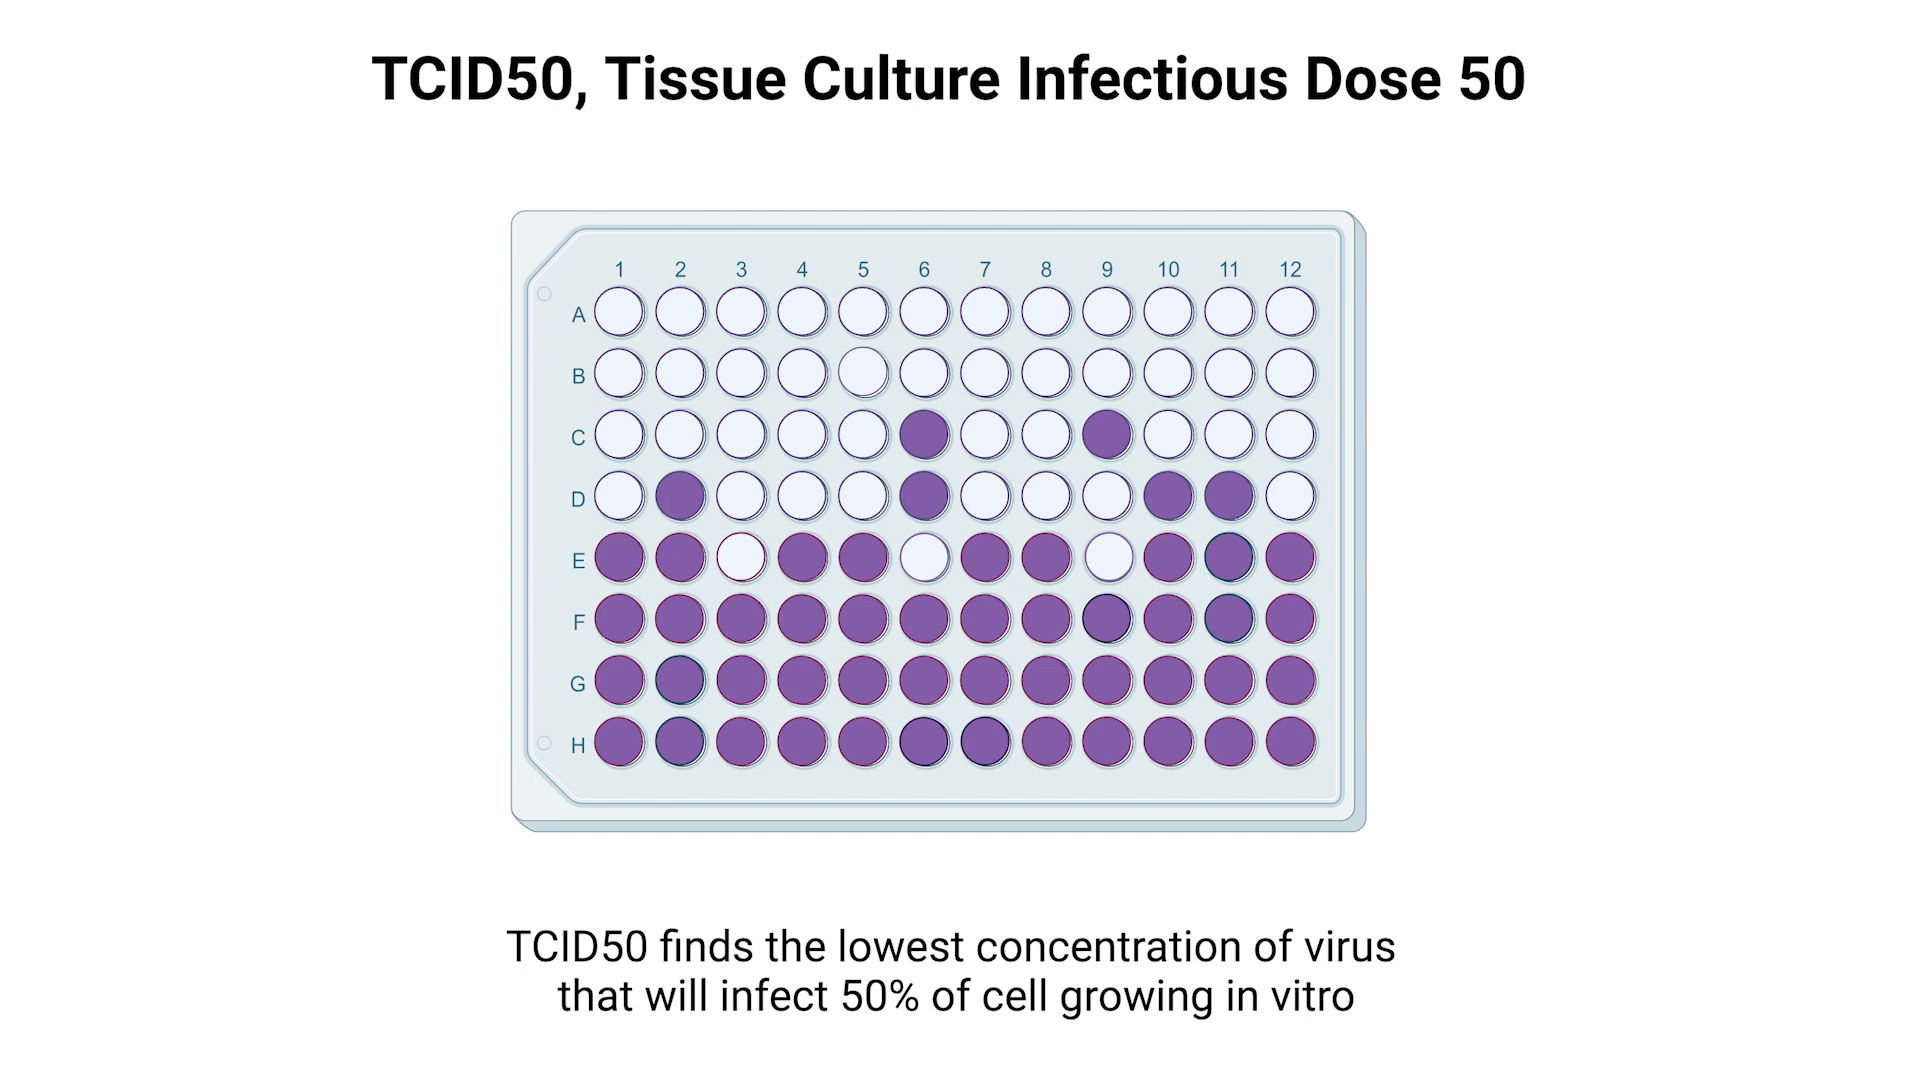 TCID50, Tissue Culture Infectious Dose 50
1 2 3 4 5 6 7 8 9 10 11 12
A
B
C
D
E
F
G
H
TCID50 finds the lowest concentration of virus
that will infect 50% of cell growing in vitro